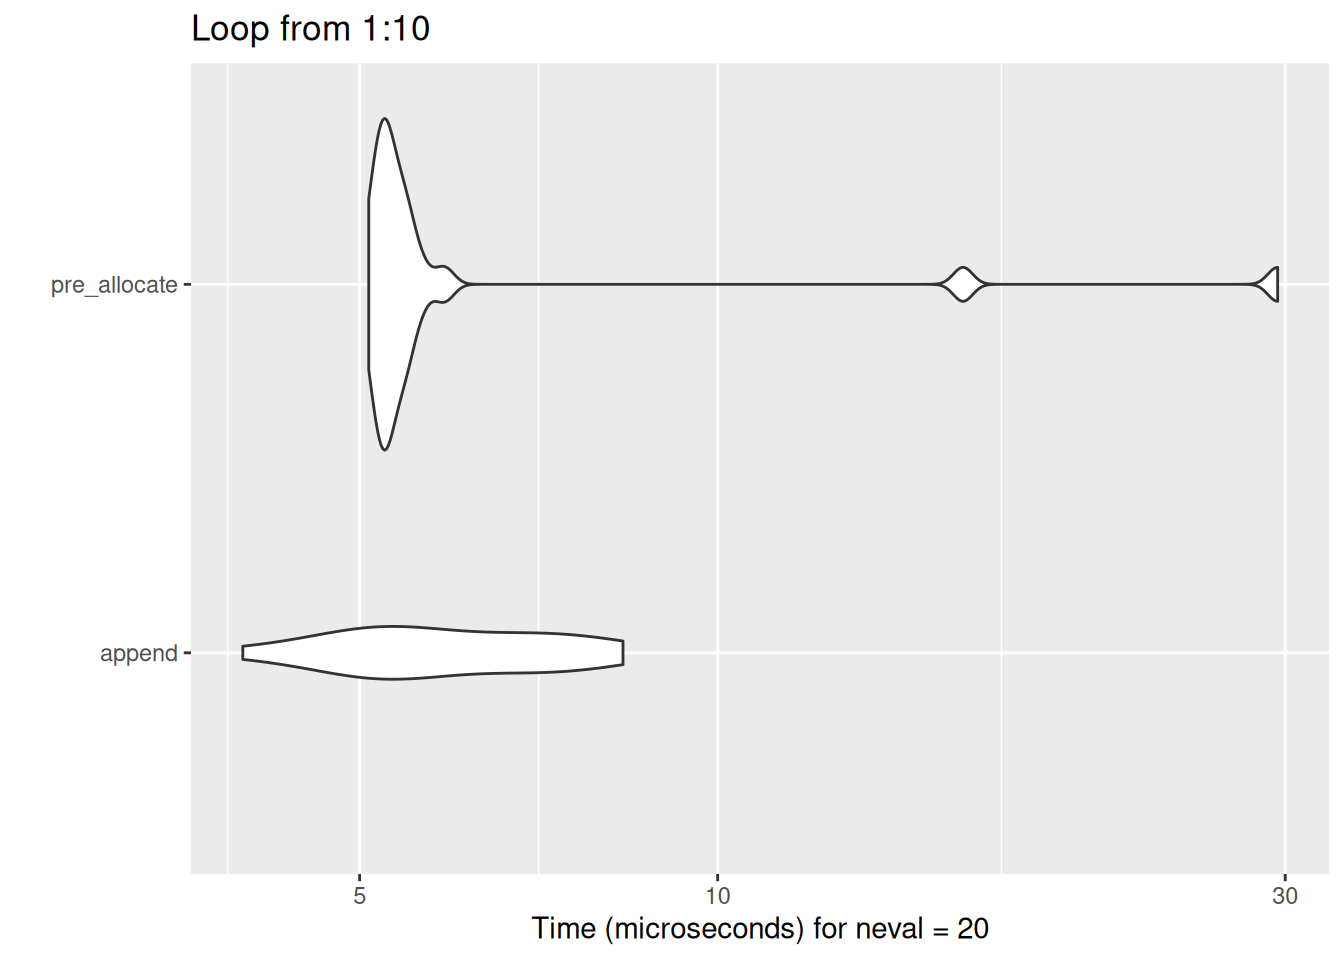 Loop from 1:10
pre_allocate
append
5
10
30
Time (microseconds) for neval = 20